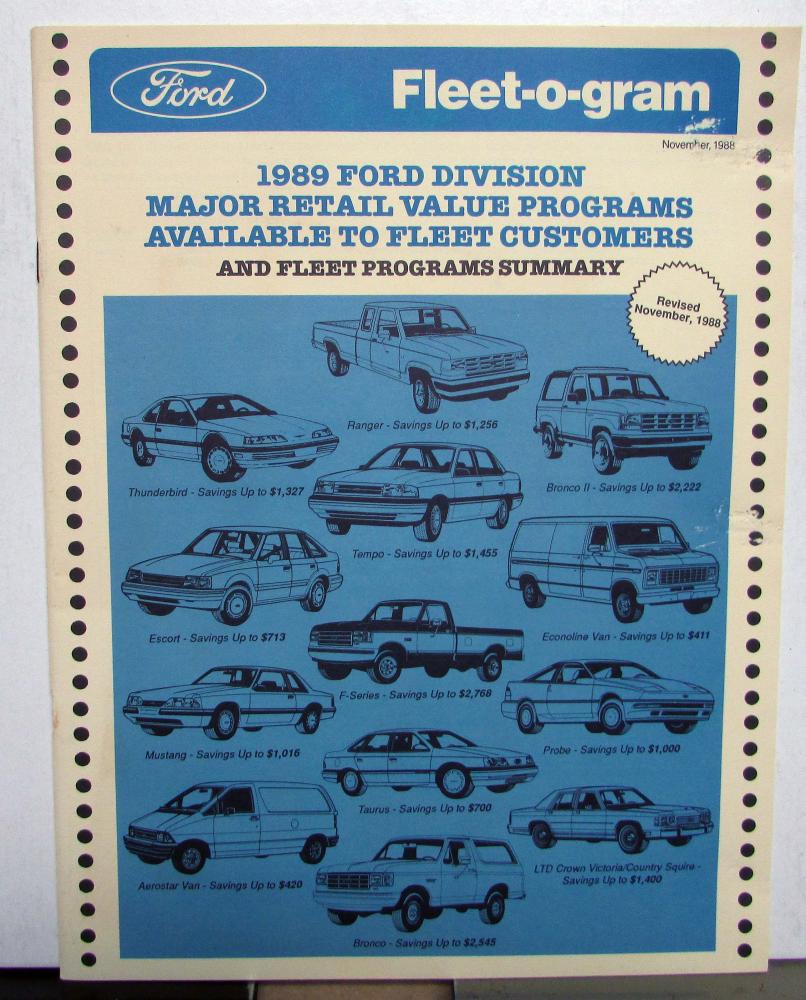 Ford
Fleet-o-gram
November, 1988
1989 FORD DIVISION
MAJOR RETAIL VALUE PROGRAMS
AVAILABLE TO FLEET CUSTOMERS
AND FLEET PROGRAMS SUMMARY
Revised
November, 1988
Ranger - Savings Up to $1,256
Thunderbird - Savings Up to $1,327
Bronco II - Savings Up to $2,222
Tempo - Savings Up to $1,455
Escort - Savings Up to $713
Econoline Van - Savings Up to $411
F-Series - Savings Up to $2,768
Mustang - Savings Up to $1,016
Probe - Savings Up to $1,000
Taurus - Savings Up to $700
Aerostar Van - Savings Up to $420
LTD Crown Victoria/Country Squire -
Savings Up to $1,400
Bronco - Savings Up to $2,545